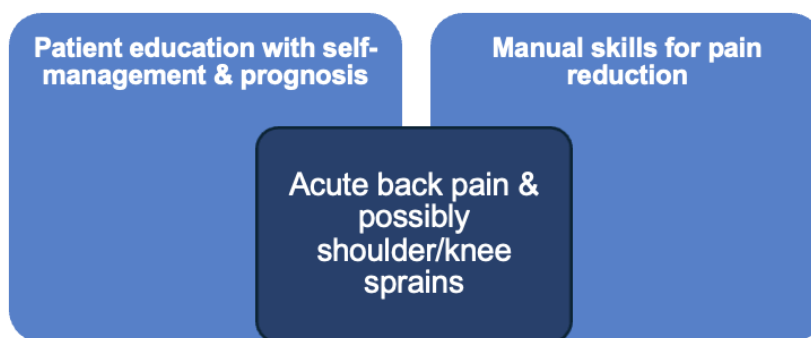 Patient education with self-
management & prognosis
Manual skills for pain
reduction
Acute back pain &
possibly
shoulder/knee
sprains